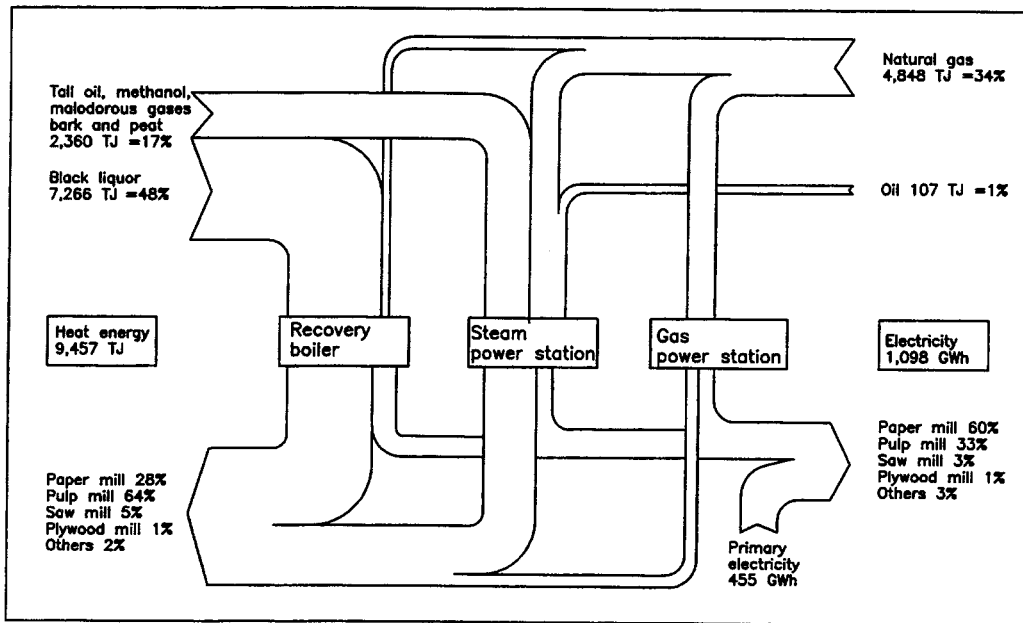 Tall oil, methanol,
malodorous gases
bark and peat
2,360 TJ =17%
Black liquor
7,266 TJ =48%
Natural gas
4,848 TJ =34%
Oil 107 TJ =1%
Heat energy
9,457 TJ
Recovery
boiler
Steam
power station
Gas
power station
Electricity
1,098 GWh
Paper mill 28%
Pulp mill 64%
Saw mill 5%
Plywood mill 1%
Others 2%
Paper mill 60%
Pulp mill 33%
Saw mill 3%
Plywood mill 1%
Others 3%
Primary
electricity
455 GWh